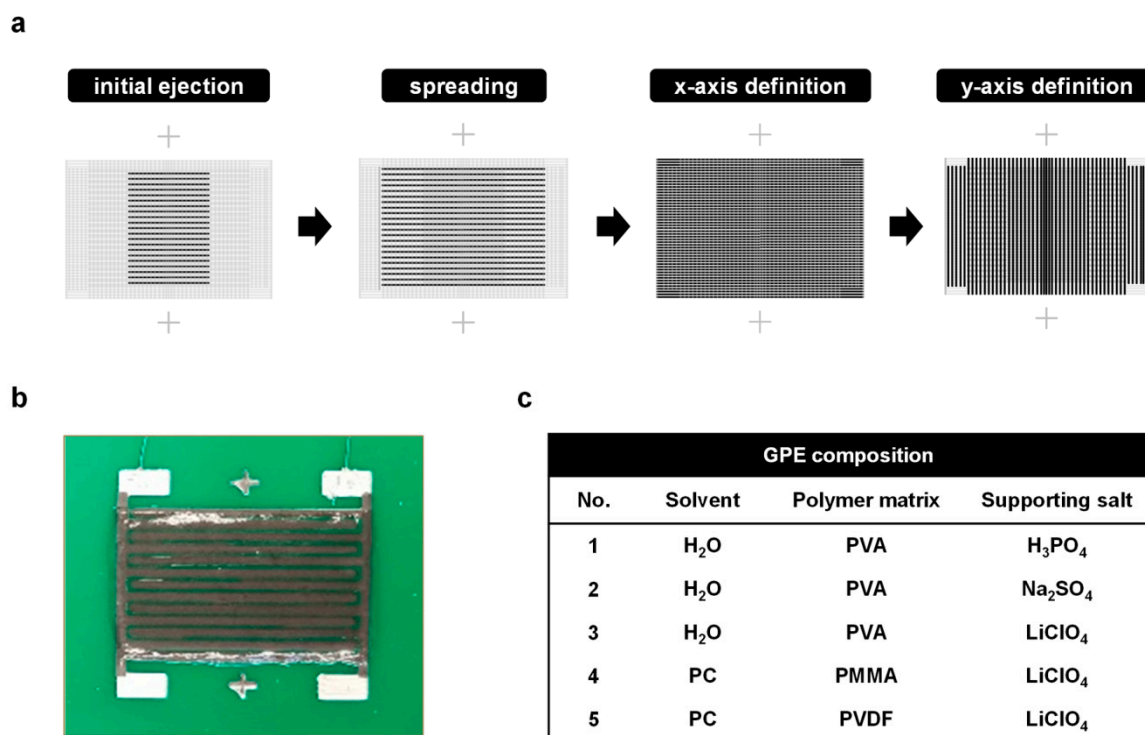 a
initial ejection spreading x-axis definition y-axis definition
b
c
GPE composition
No. Solvent Polymer matrix Supporting salt
1 H₂O PVA H₃PO₄
2 H₂O PVA Na₂SO₄
3 H₂O PVA LiClO₄
4 PC PMMA LiClO₄
5 PC PVDF LiClO₄